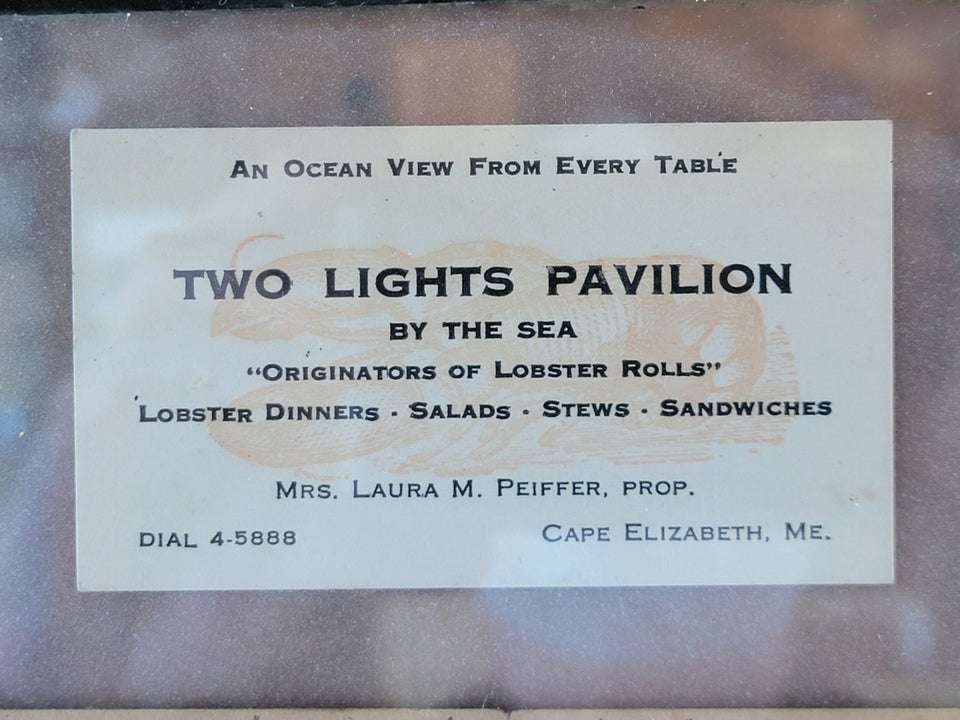 An Ocean View From Every Table
TWO LIGHTS PAVILION
BY THE SEA
"Originators of Lobster Rolls"
Lobster Dinners · Salads · Stews · Sandwiches
Mrs. Laura M. Peiffer, prop.
DIAL 4-5888
Cape Elizabeth, Me.